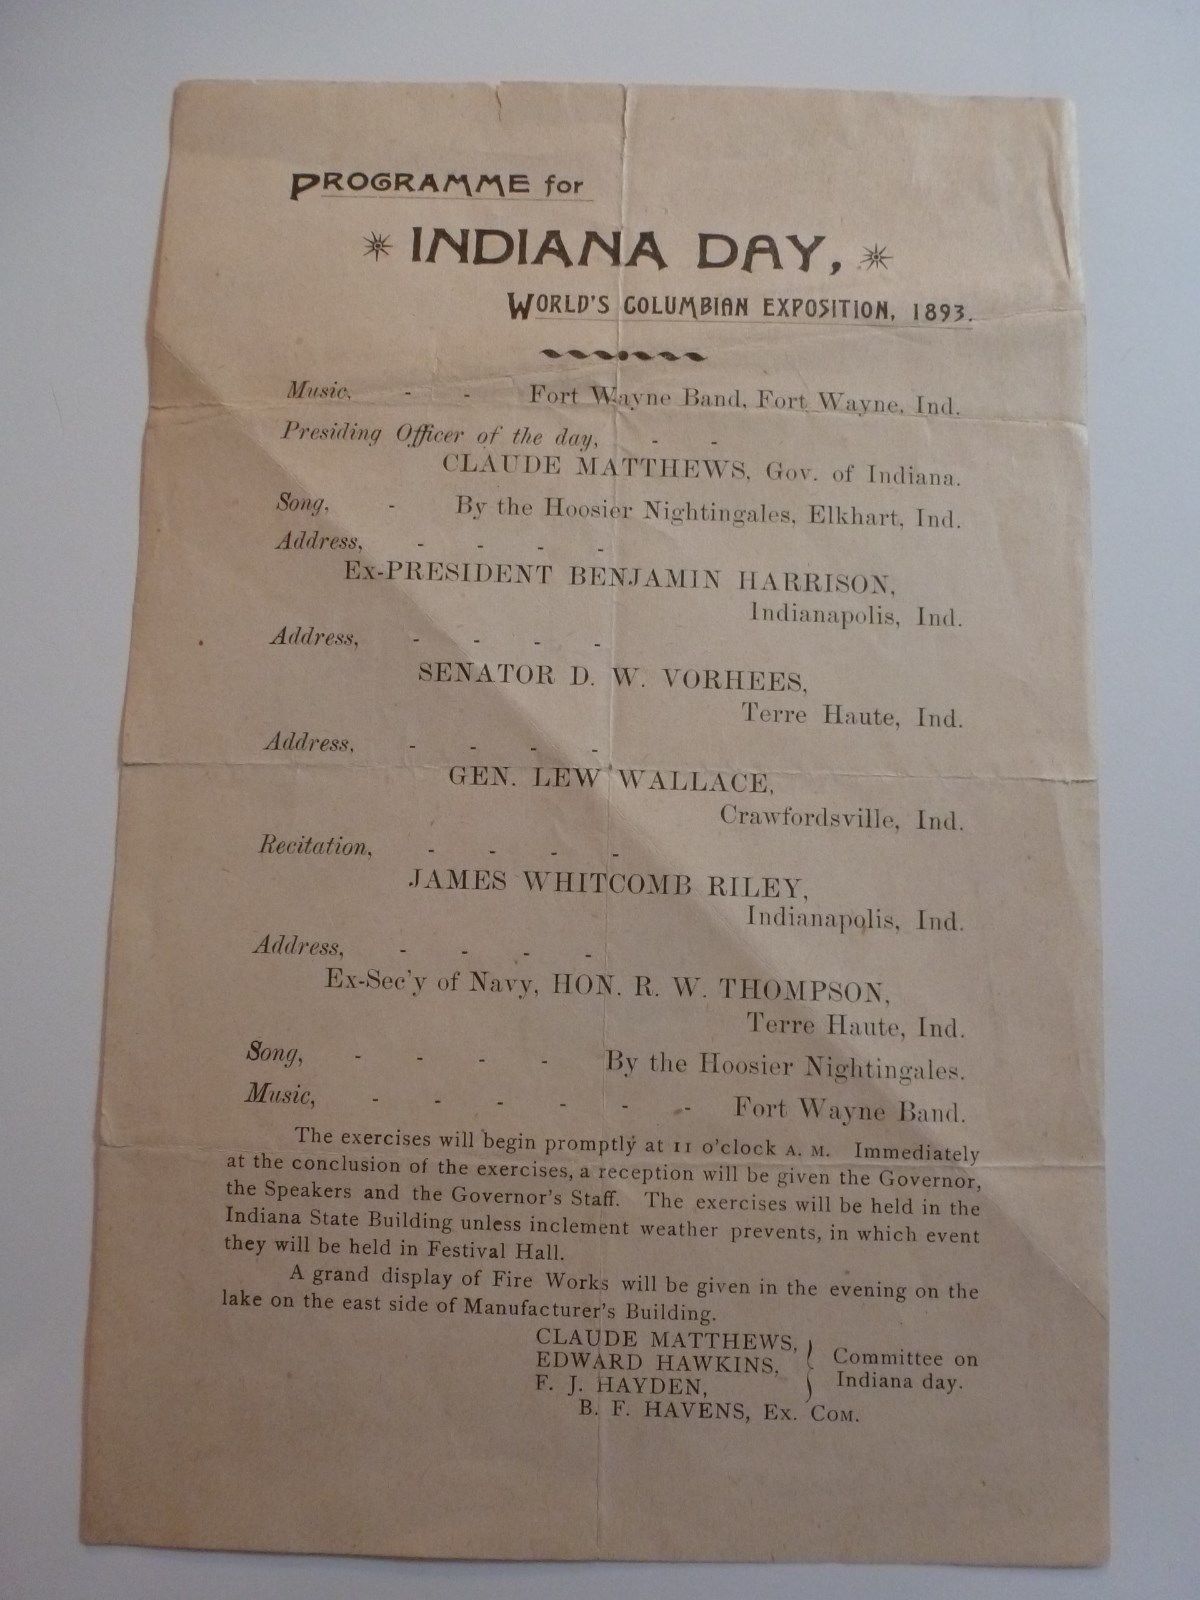 PROGRAMME for
INDIANA DAY,
WORLD'S COLUMBIAN EXPOSITION, 1893.
Music, - - Fort Wayne Band, Fort Wayne, Ind.
Presiding Officer of the day, - -
CLAUDE MATTHEWS, Gov. of Indiana.
Song, - By the Hoosier Nightingales, Elkhart, Ind.
Address, - - - -
Ex-PRESIDENT BENJAMIN HARRISON,
Indianapolis, Ind.
Address, - - - -
SENATOR D. W. VORHEES,
Terre Haute, Ind.
Address, - - - -
GEN. LEW WALLACE,
Crawfordsville, Ind.
Recitation, - - - -
JAMES WHITCOMB RILEY,
Indianapolis, Ind.
Address, - - - -
Ex-Sec'y of Navy, HON. R. W. THOMPSON,
Terre Haute, Ind.
Song, - - - - By the Hoosier Nightingales.
Music, - - - - - - Fort Wayne Band.
The exercises will begin promptly at 11 o'clock A. M. Immediately
at the conclusion of the exercises, a reception will be given the Governor,
the Speakers and the Governor's Staff. The exercises will be held in the
Indiana State Building unless inclement weather prevents, in which event
they will be held in Festival Hall.
A grand display of Fire Works will be given in the evening on the
lake on the east side of Manufacturer's Building.
CLAUDE MATTHEWS,
EDWARD HAWKINS,
F. J. HAYDEN,
Committee on
Indiana day.
B. F. HAVENS, Ex. Com.